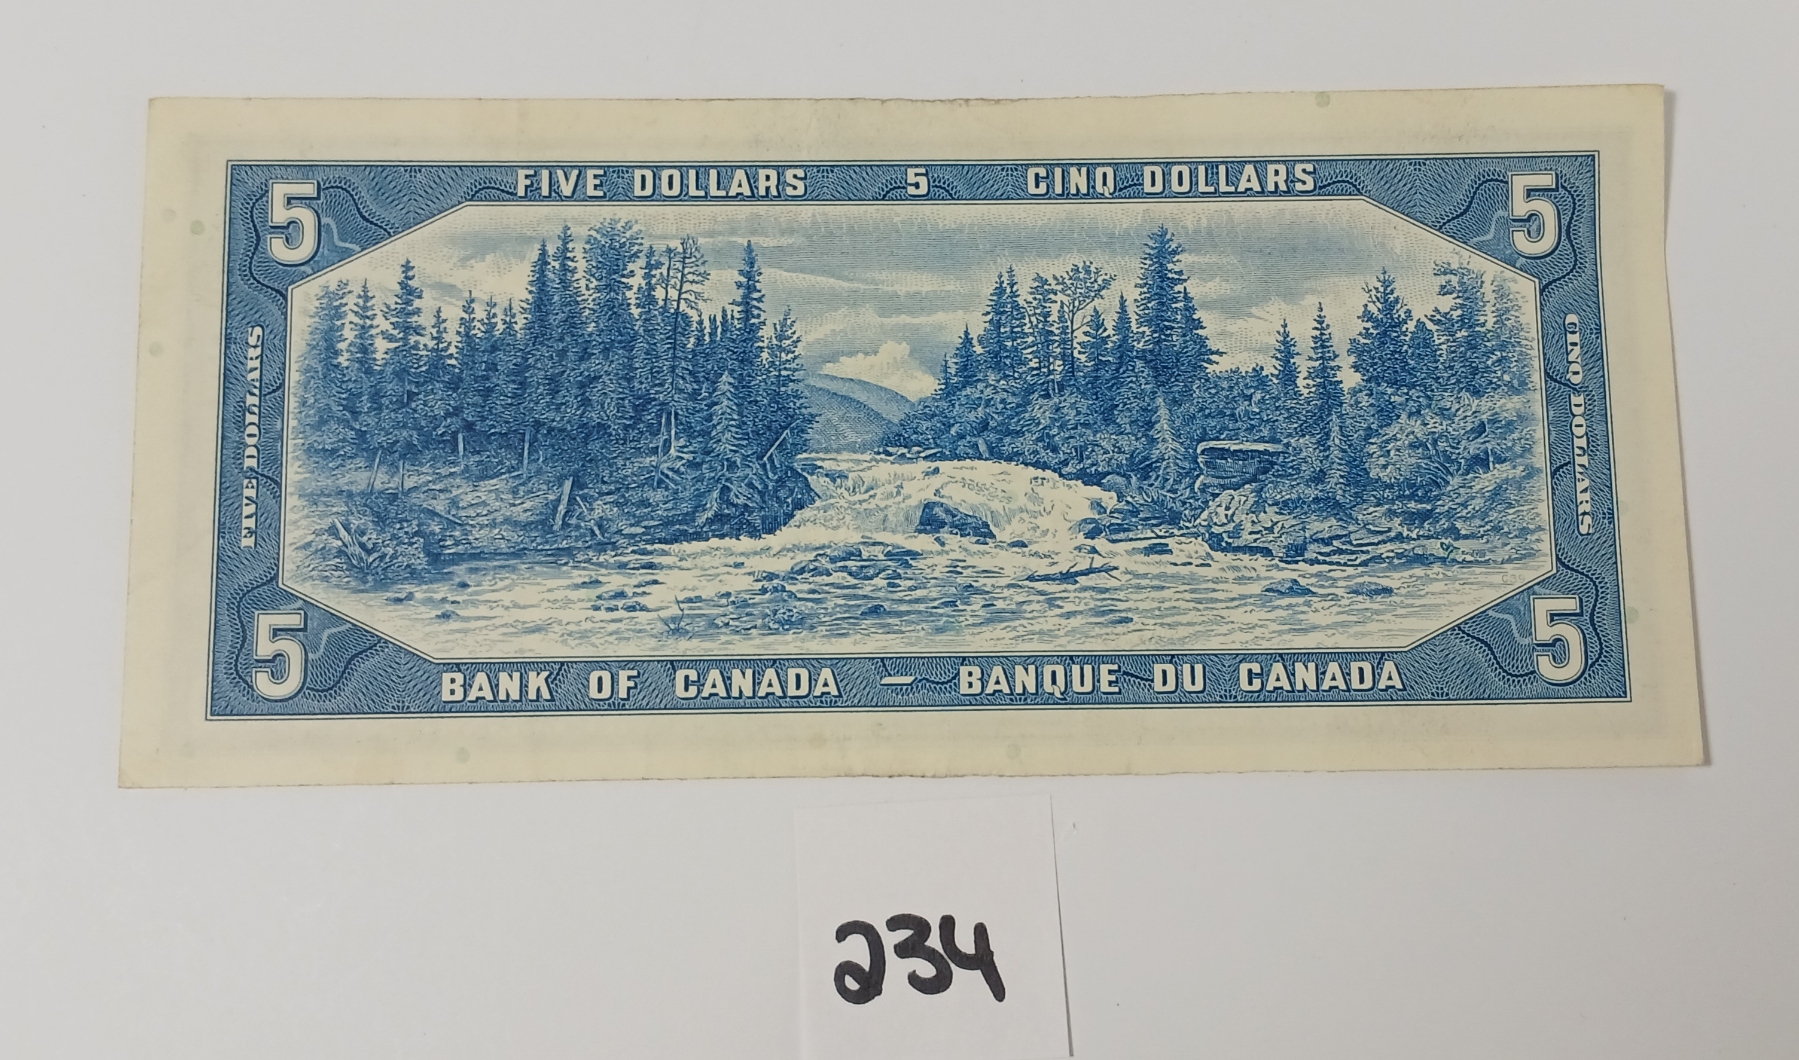 FIVE DOLLARS 5 CINQ DOLLARS
5 5
FIVE DOLLARS
CINQ DOLLARS
5 5
BANK OF CANADA — BANQUE DU CANADA
234